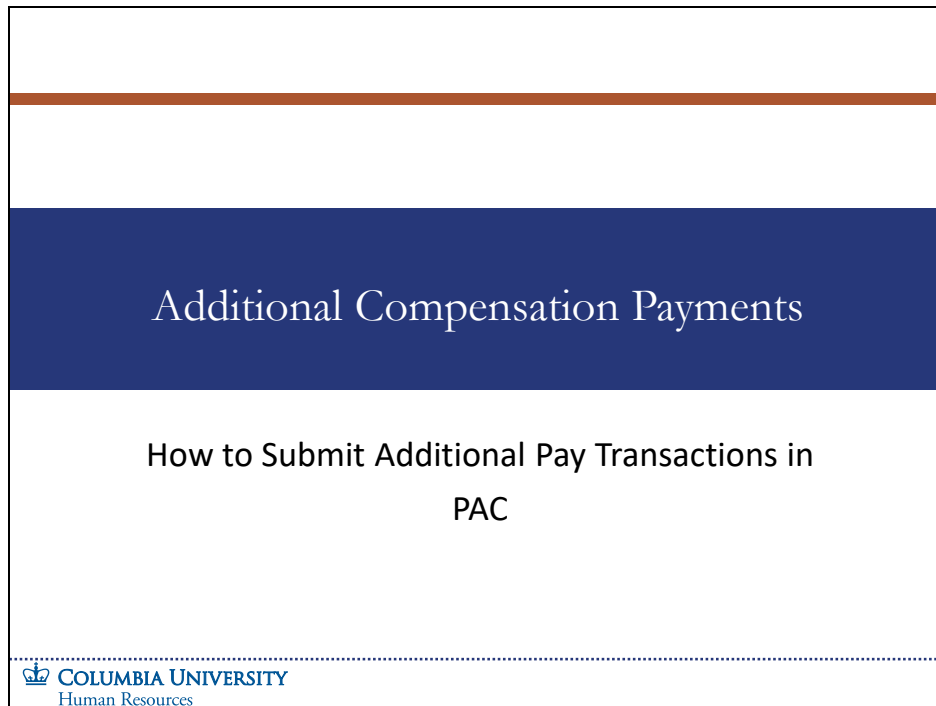 Additional Compensation Payments
How to Submit Additional Pay Transactions in
PAC
COLUMBIA UNIVERSITY
Human Resources